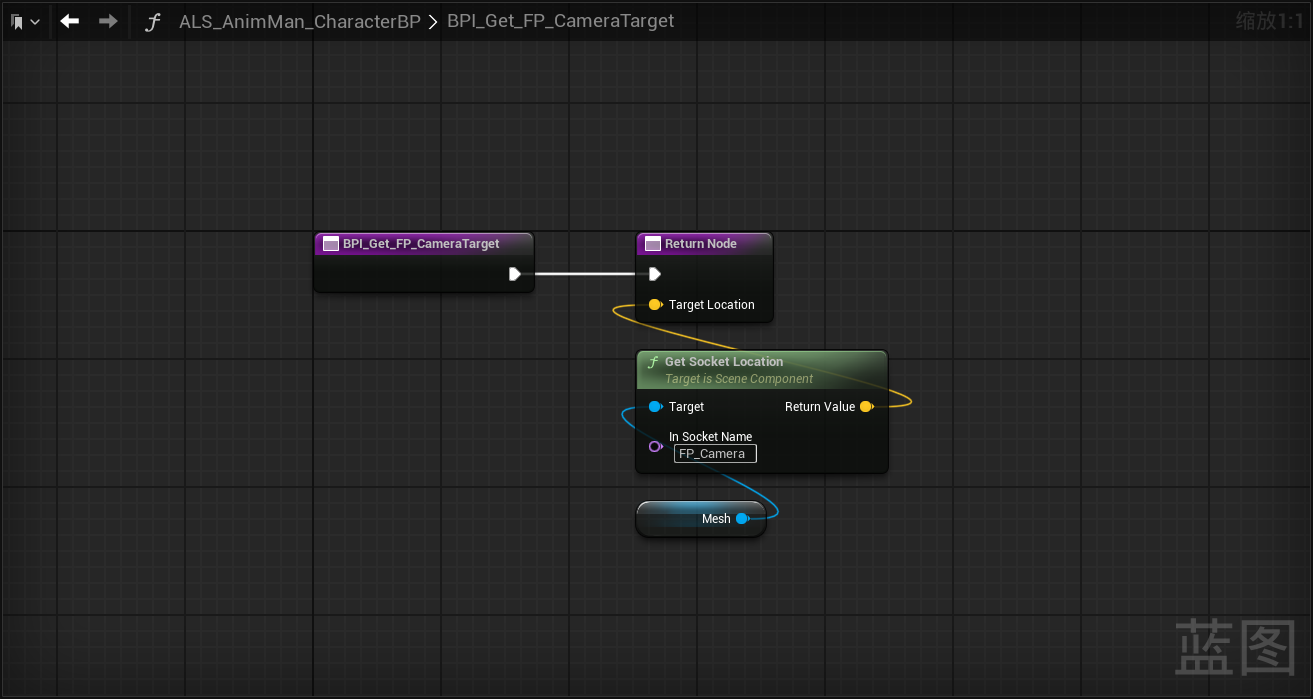 ALS_AnimMan_CharacterBP > BPI_Get_FP_CameraTarget
缩放1:1
BPI_Get_FP_CameraTarget
Return Node
Target Location
Get Socket Location
Target is Scene Component
Target
Return Value
In Socket Name
FP_Camera
Mesh
蓝图